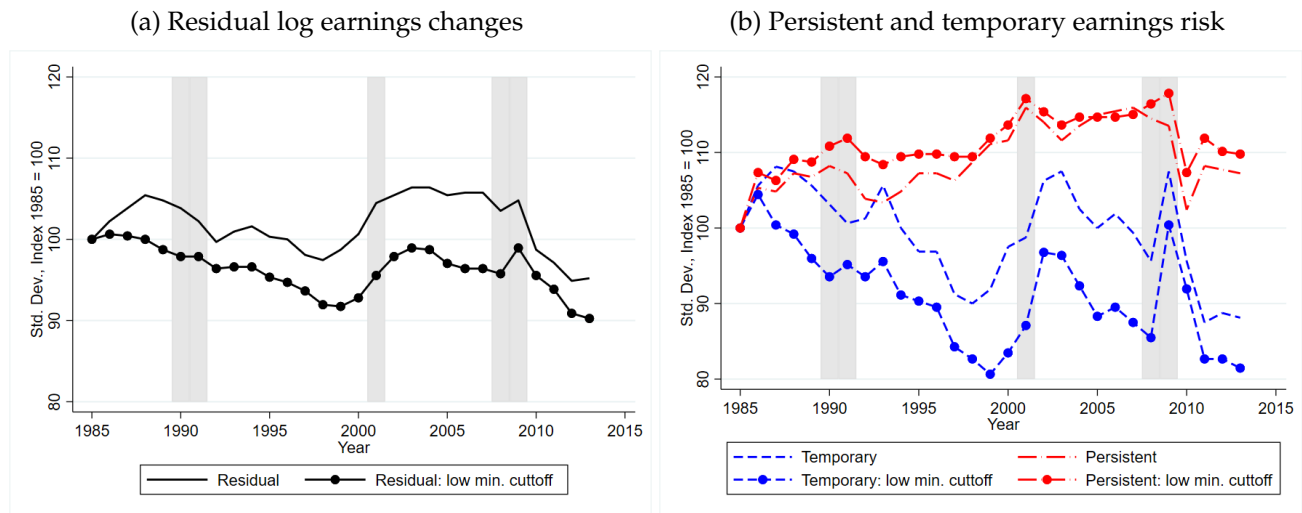 (a) Residual log earnings changes
Std. Dev., Index 1985 = 100
120
110
100
90
80
1985 1990 1995 2000 2005 2010 2015
Year
Residual Residual: low min. cuttoff
(b) Persistent and temporary earnings risk
Std. Dev., Index 1985 = 100
120
110
100
90
80
1985 1990 1995 2000 2005 2010 2015
Year
Temporary Persistent
Temporary: low min. cuttoff Persistent: low min. cuttoff